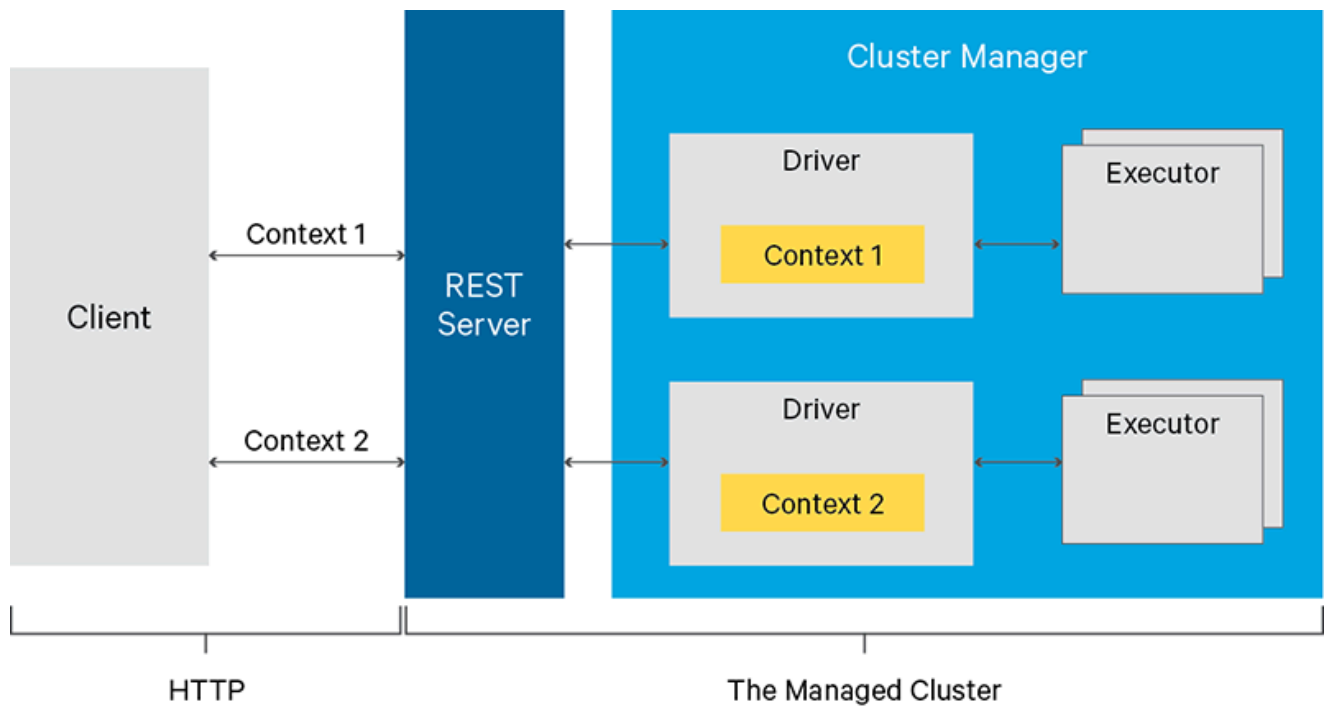 Cluster Manager
Driver
Executor
Context 1
Context 1
REST
Server
Client
Driver
Executor
Context 2
Context 2
HTTP
The Managed Cluster